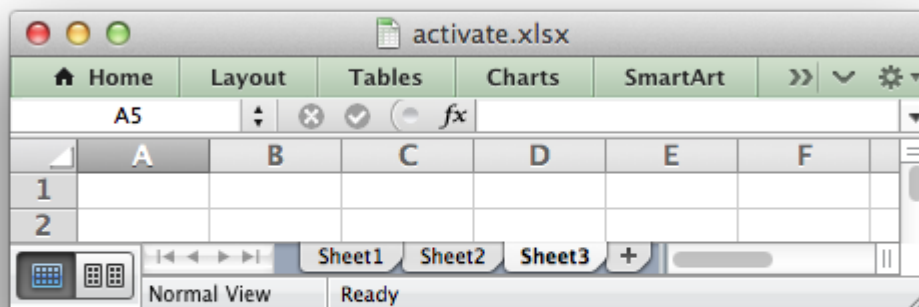 activate.xlsx
Home Layout Tables Charts SmartArt
A5 fx
A B C D E F
1
2
Sheet1 Sheet2 Sheet3 +
Normal View Ready